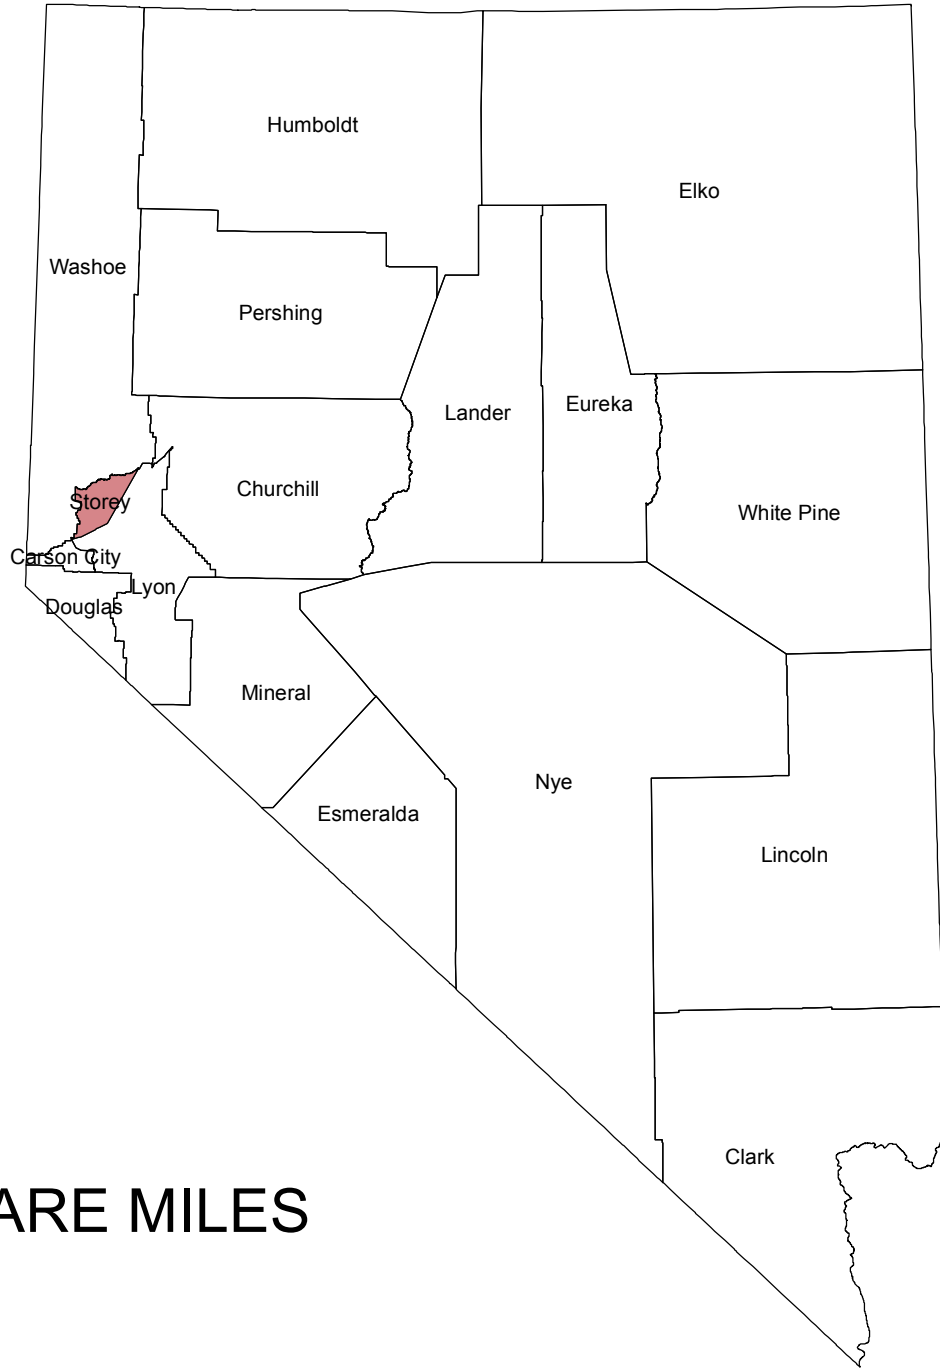 Humboldt
Elko
Washoe
Pershing
Eureka
Lander
Churchill
Storey
White Pine
Carson City
Lyon
Douglas
Mineral
Nye
Esmeralda
Lincoln
Clark
ARE MILES